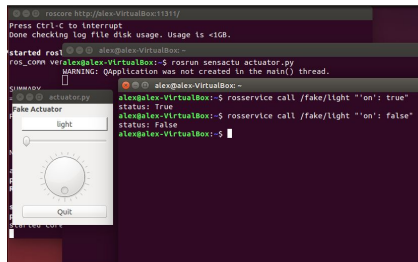 roscore http://alex-VirtualBox:11311/
Press Ctrl-C to interrupt
Done checking log file disk usage. Usage is <1GB.
started rosl
ros_comm ver
SUMMARY
alex@alex-VirtualBox: ~
alex@alex-VirtualBox:~$ rosrun sensactu actuator.py
WARNING: QApplication was not created in the main() thread.
actuator.py
Fake Actuator
light
Quit
started core
alex@alex-VirtualBox: ~
alex@alex-VirtualBox:~$ rosservice call /fake/light "'on': true"
status: True
alex@alex-VirtualBox:~$ rosservice call /fake/light "'on': false"
status: False
alex@alex-VirtualBox:~$